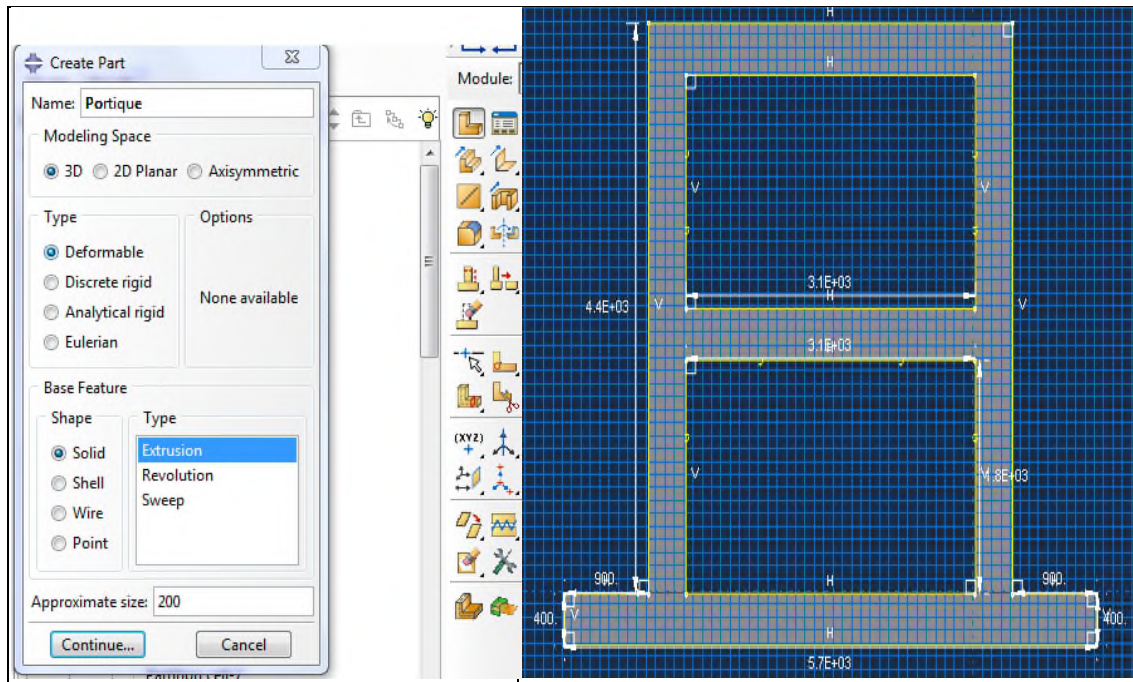 Create Part
Name: Portique
Modeling Space
3D 2D Planar Axisymmetric
Type
Options
Deformable
Discrete rigid
Analytical rigid
Eulerian
None available
Base Feature
Shape
Type
Solid
Shell
Wire
Point
Extrusion
Revolution
Sweep
Approximate size: 200
Continue...
Cancel
Module:
(XYZ)
H
H
V
V
3.1E+03
H
4.4E+03
V
V
3.1E+03
V
.8E+03
900.
H
900.
400.
V
400.
H
5.7E+03